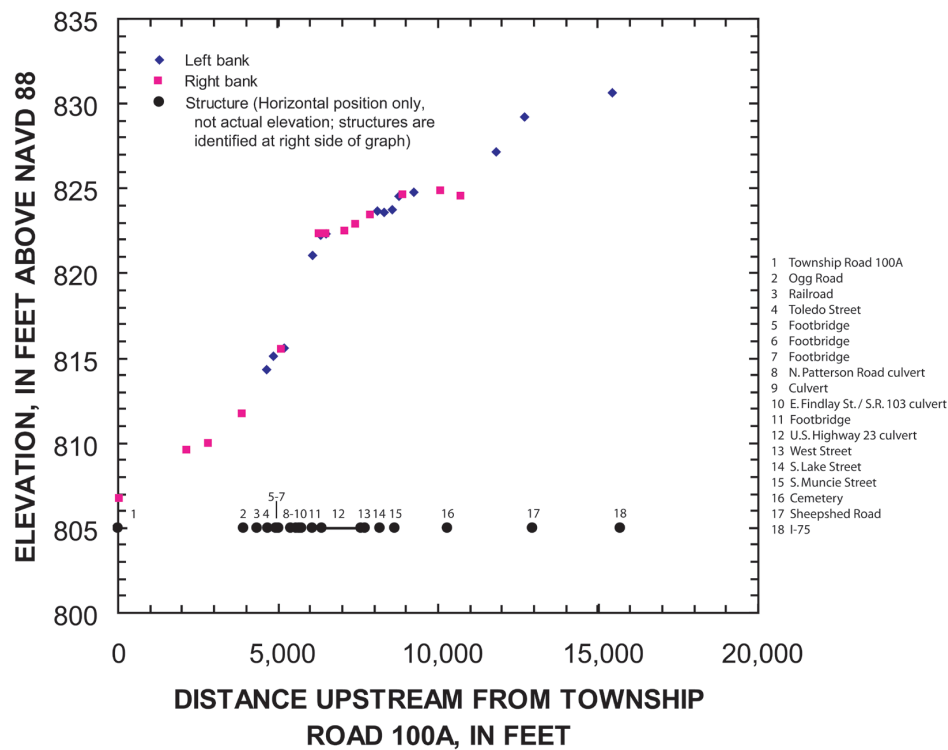 835
830
825
820
815
810
805
800
ELEVATION, IN FEET ABOVE NAVD 88
Left bank
Right bank
Structure (Horizontal position only,
not actual elevation; structures are
identified at right side of graph)
5-7
1
2
3
4
8-10
11
12
13
14
15
16
17
18
0
5,000
10,000
15,000
20,000
DISTANCE UPSTREAM FROM TOWNSHIP
ROAD 100A, IN FEET
1 Township Road 100A
2 Ogg Road
3 Railroad
4 Toledo Street
5 Footbridge
6 Footbridge
7 Footbridge
8 N. Patterson Road culvert
9 Culvert
10 E. Findlay St./ S.R. 103 culvert
11 Footbridge
12 U.S. Highway 23 culvert
13 West Street
14 S. Lake Street
15 S. Muncie Street
16 Cemetery
17 Sheepshed Road
18 I-75